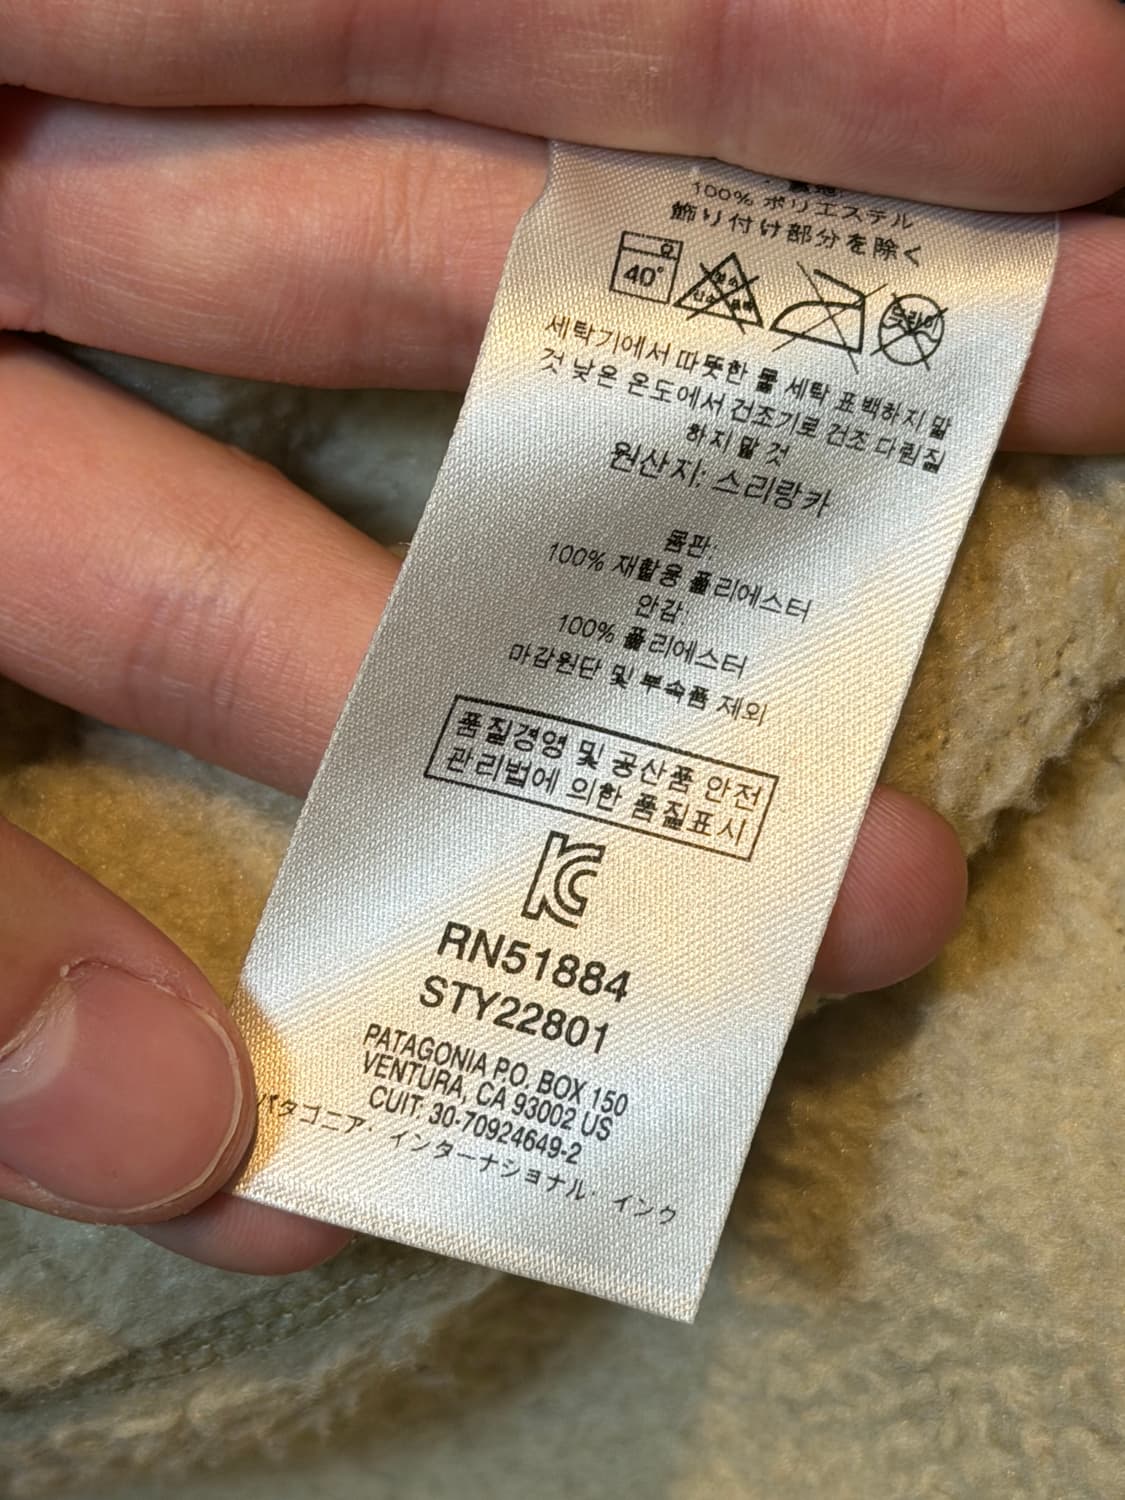 100% ポリエステル
飾り付け部分を除く
40°
세탁기에서 따뜻한 물 세탁 표백하지 말
것 낮은 온도에서 건조기로 건조 다림질
하지 말 것
원산지: 스리랑카
몸판:
100% 재활용 폴리에스터
안감:
100% 폴리에스터
마감원단 및 부속품 제외
품질경영 및 공산품 안전
관리법에 의한 품질표시
KC
RN51884
STY22801
PATAGONIA P.O. BOX 150
VENTURA, CA 93002 US
CUIT: 30-70924649-2
パタゴニア・インターナショナル・インク